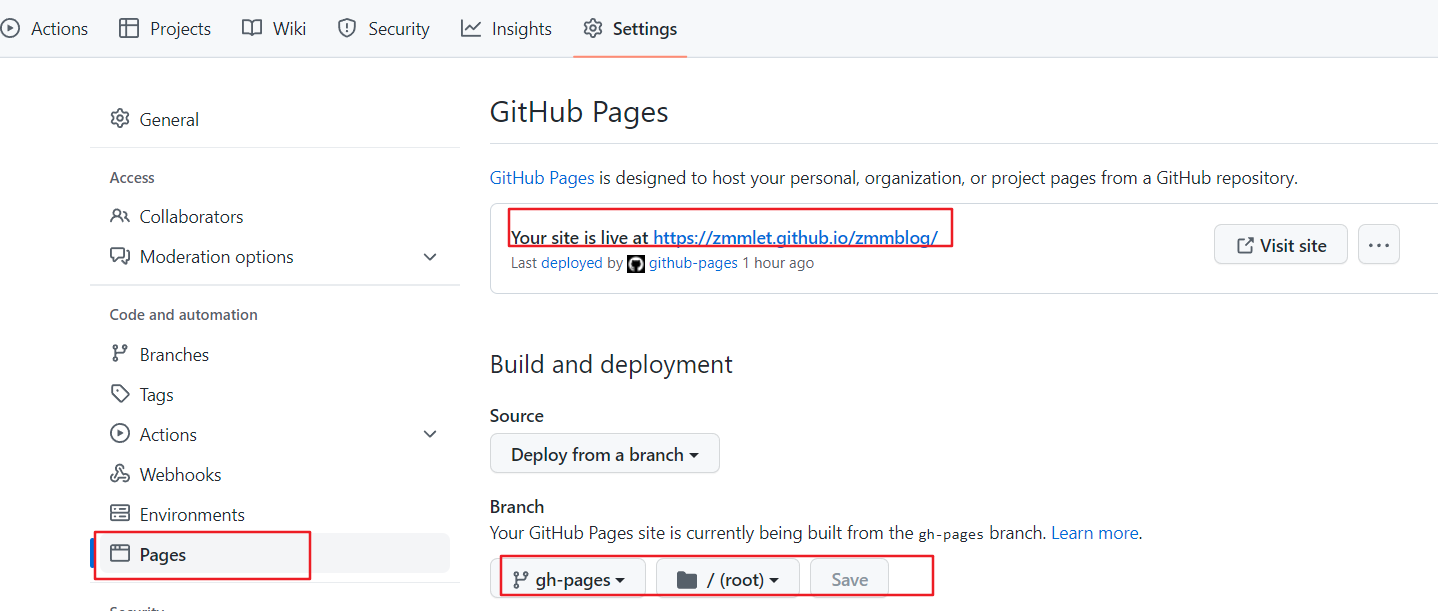 Actions Projects Wiki Security Insights Settings
General
Access
Collaborators
Moderation options
Code and automation
Branches
Tags
Actions
Webhooks
Environments
Pages
Security
GitHub Pages
GitHub Pages is designed to host your personal, organization, or project pages from a GitHub repository.
Your site is live at https://zmmlet.github.io/zmmblog/
Last deployed by github-pages 1 hour ago
Visit site
Build and deployment
Source
Deploy from a branch
Branch
Your GitHub Pages site is currently being built from the gh-pages branch. Learn more.
gh-pages / (root) Save